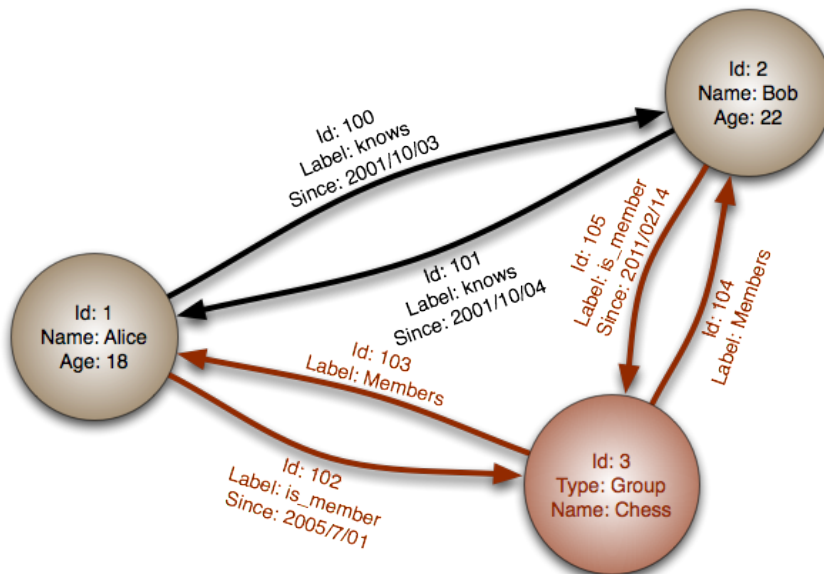 Id: 2
Name: Bob
Age: 22
Id: 100
Label: knows
Since: 2001/10/03
Id: 101
Label: knows
Since: 2001/10/04
Id: 105
Label: is_member
Since: 2011/02/14
Id: 104
Label: Members
Id: 1
Name: Alice
Age: 18
Id: 103
Label: Members
Id: 102
Label: is_member
Since: 2005/7/01
Id: 3
Type: Group
Name: Chess